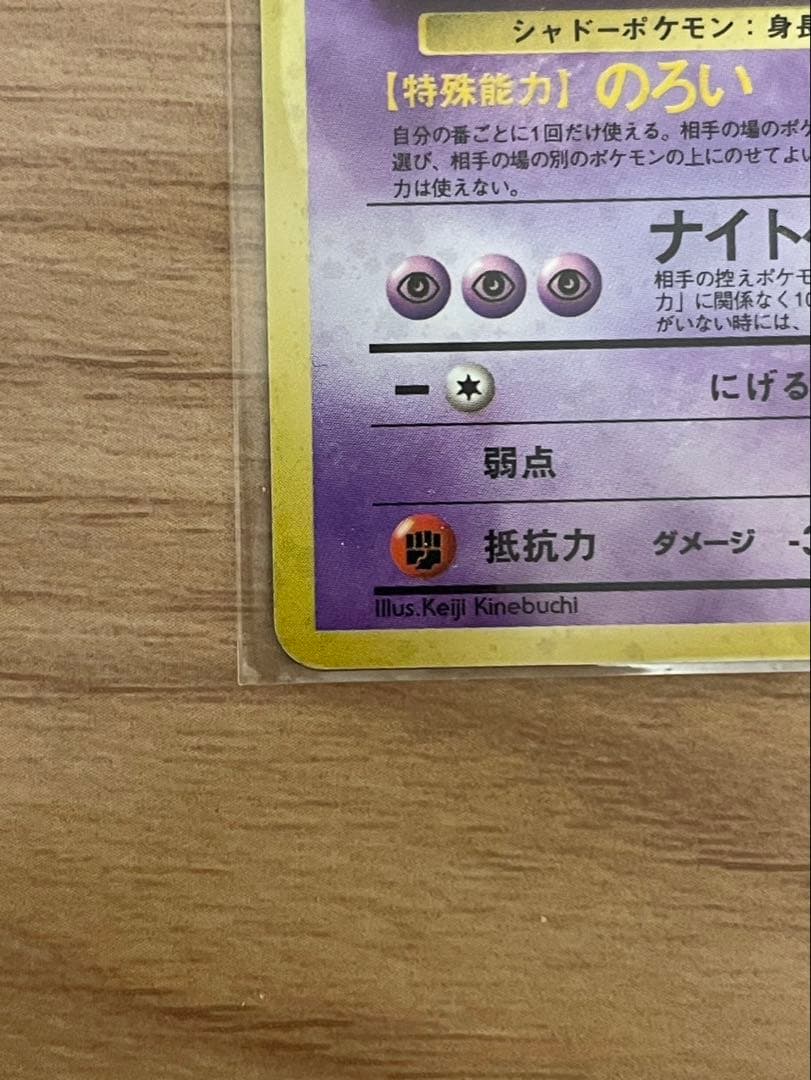 シャドーポケモン:身長
【特殊能力】 のろい
自分の番ごとに1回だけ使える。相手の場のポケ
選び、相手の場の別のポケモンの上にのせてよい
力は使えない。
ナイト
相手の控えポケモ
力」に関係なく10
がいない時には、
ー にげる
弱点
抵抗力 ダメージ -3
Illus.Keiji Kinebuchi